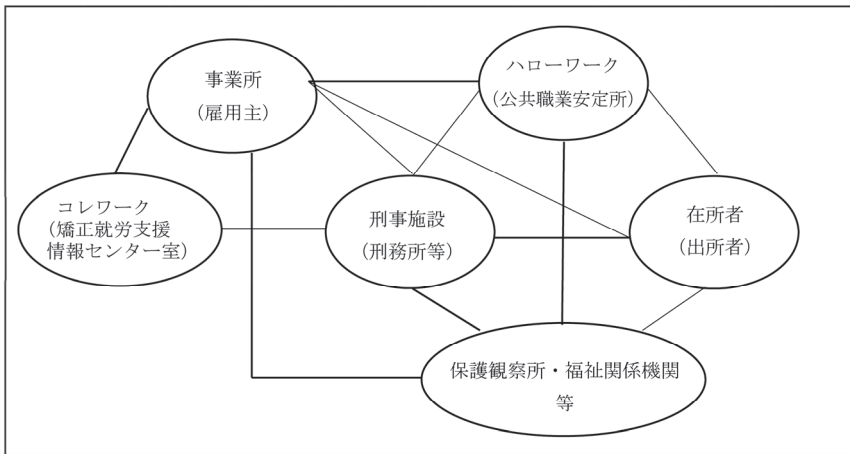 事業所
(雇用主)
ハローワーク
(公共職業安定所)
コレワーク
(矯正就労支援
情報センター室)
刑事施設
(刑務所等)
在所者
(出所者)
保護観察所・福祉関係機関
等